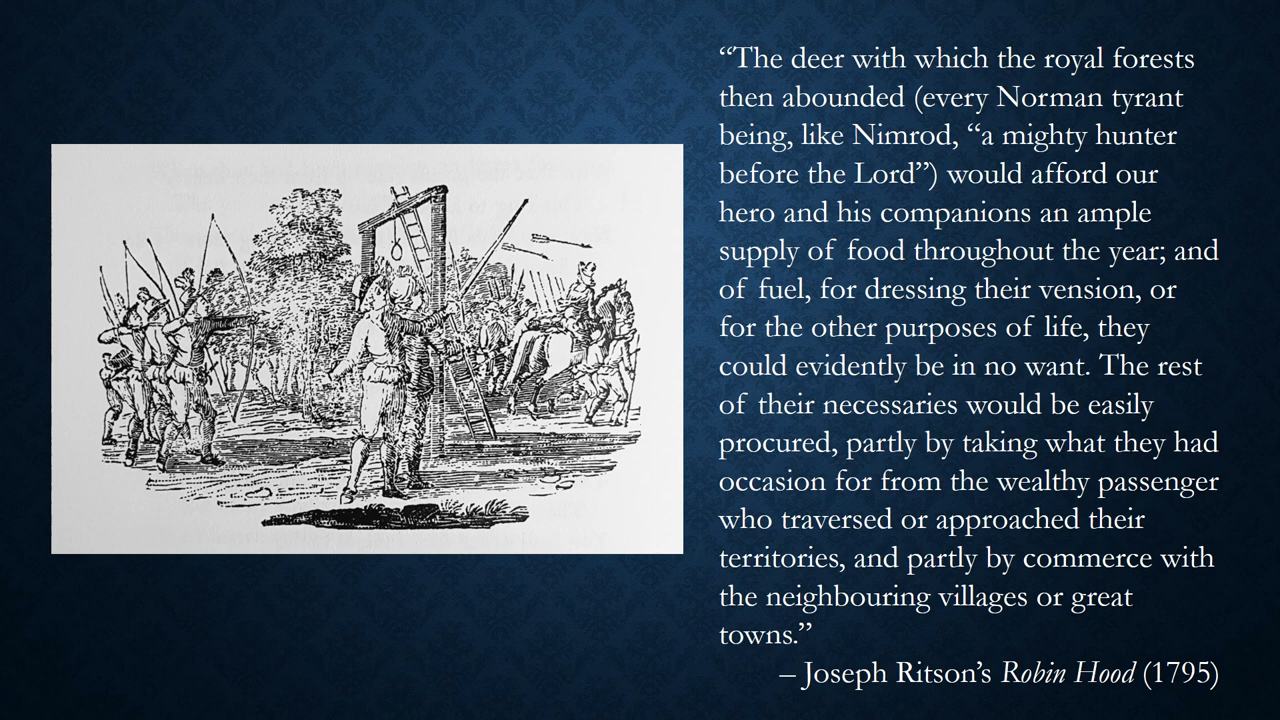 “The deer with which the royal forests
then abounded (every Norman tyrant
being, like Nimrod, “a mighty hunter
before the Lord”) would afford our
hero and his companions an ample
supply of food throughout the year; and
of fuel, for dressing their vension, or
for the other purposes of life, they
could evidently be in no want. The rest
of their necessaries would be easily
procured, partly by taking what they had
occasion for from the wealthy passenger
who traversed or approached their
territories, and partly by commerce with
the neighbouring villages or great
towns.”
– Joseph Ritson’s Robin Hood (1795)